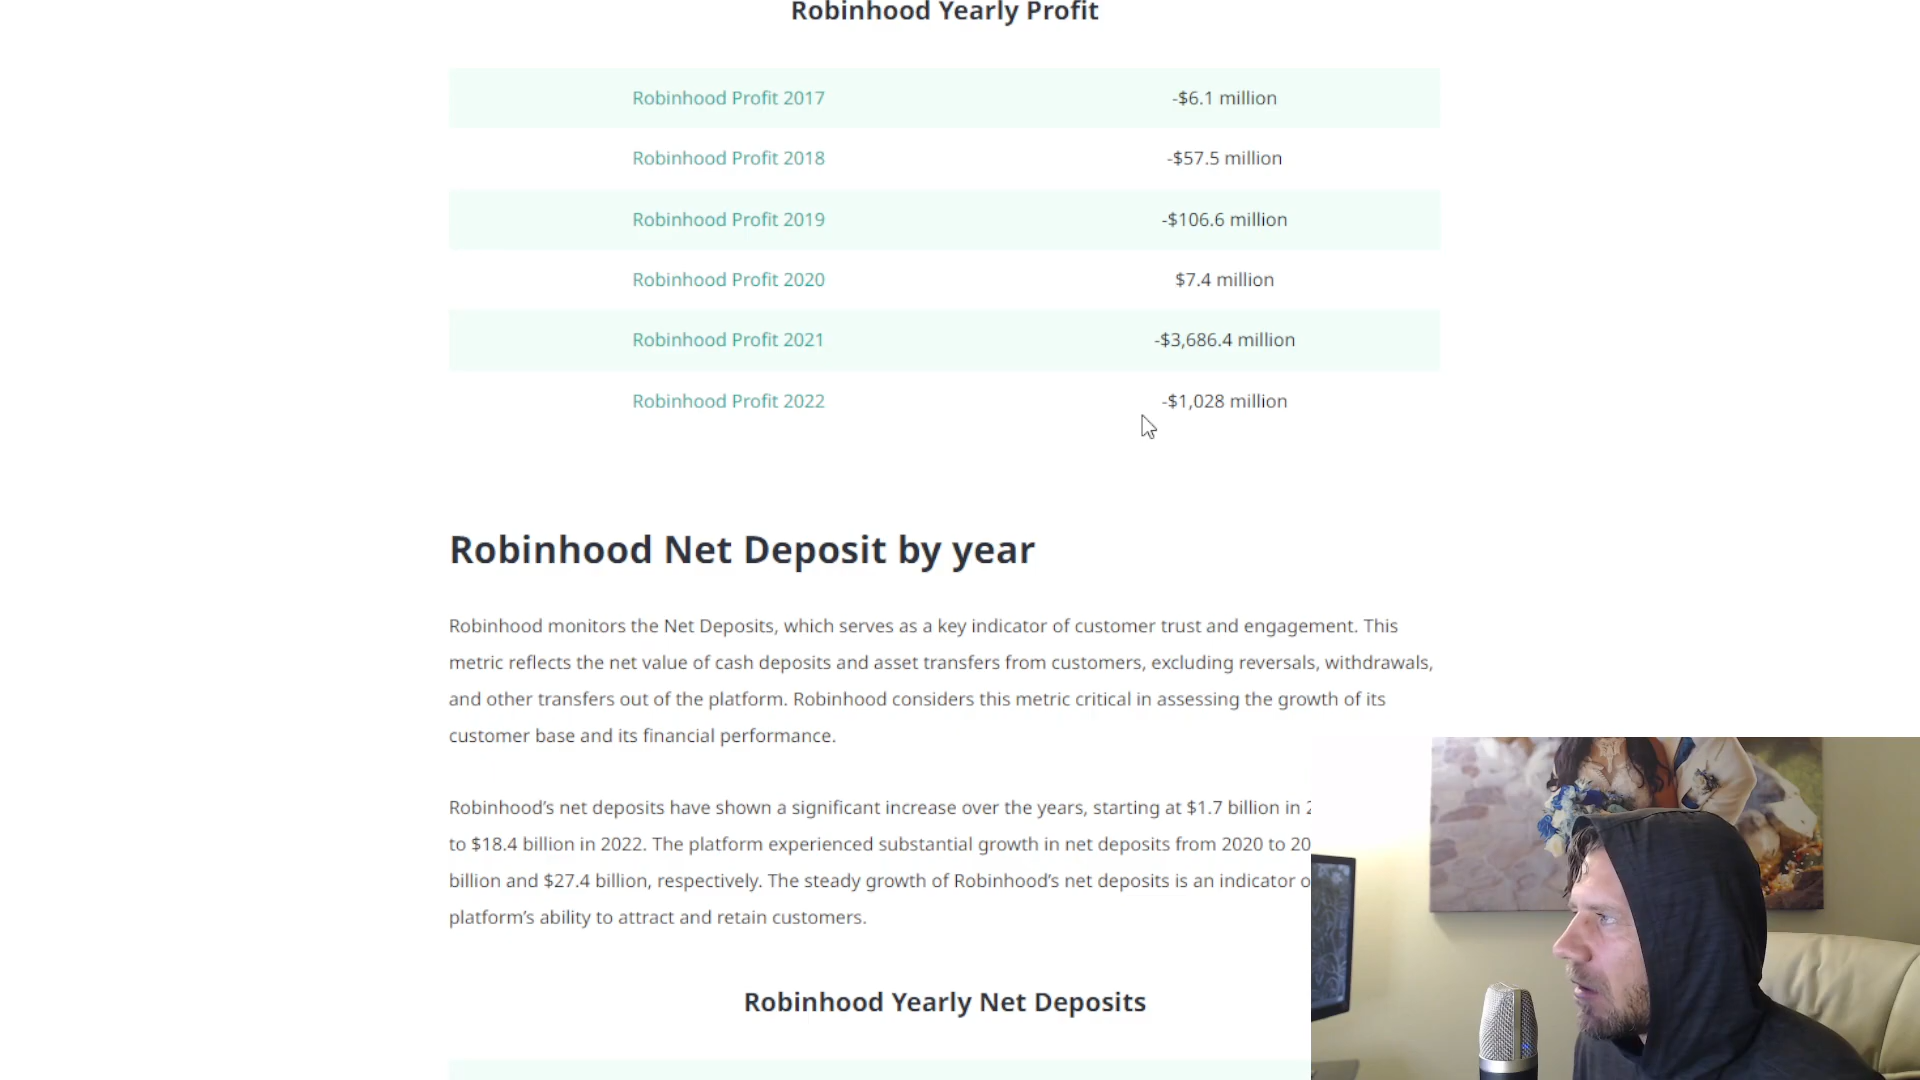 Robinhood Yearly Profit
Robinhood Profit 2017 -$6.1 million
Robinhood Profit 2018 -$57.5 million
Robinhood Profit 2019 -$106.6 million
Robinhood Profit 2020 $7.4 million
Robinhood Profit 2021 -$3,686.4 million
Robinhood Profit 2022 -$1,028 million
Robinhood Net Deposit by year
Robinhood monitors the Net Deposits, which serves as a key indicator of customer trust and engagement. This
metric reflects the net value of cash deposits and asset transfers from customers, excluding reversals, withdrawals,
and other transfers out of the platform. Robinhood considers this metric critical in assessing the growth of its
customer base and its financial performance.
Robinhood’s net deposits have shown a significant increase over the years, starting at $1.7 billion in
to $18.4 billion in 2022. The platform experienced substantial growth in net deposits from 2020 to 20
billion and $27.4 billion, respectively. The steady growth of Robinhood’s net deposits is an indicator
platform’s ability to attract and retain customers.
Robinhood Yearly Net Deposits